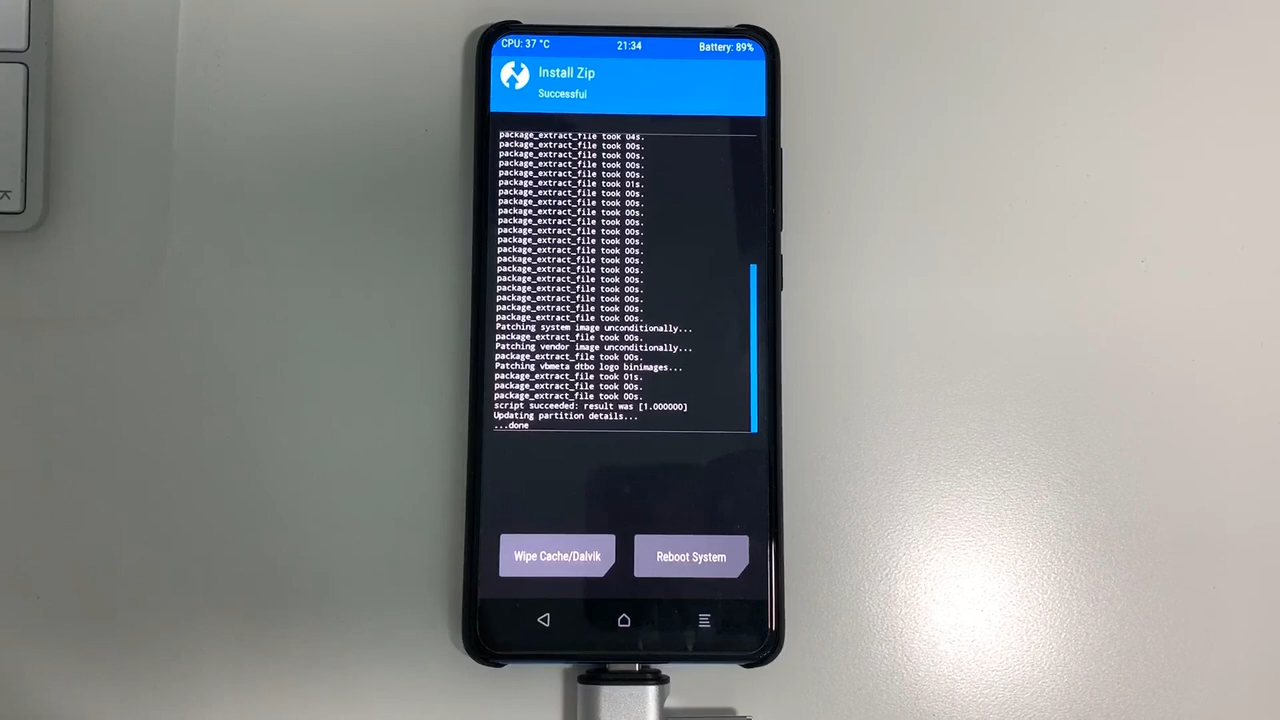 CPU: 37 °C 21:34 Battery: 89%
Install Zip
Successful
package_extract_file took 04s.
package_extract_file took 00s.
package_extract_file took 00s.
package_extract_file took 00s.
package_extract_file took 00s.
package_extract_file took 01s.
package_extract_file took 00s.
package_extract_file took 00s.
package_extract_file took 00s.
package_extract_file took 00s.
package_extract_file took 00s.
package_extract_file took 00s.
package_extract_file took 00s.
package_extract_file took 00s.
package_extract_file took 00s.
package_extract_file took 00s.
package_extract_file took 00s.
package_extract_file took 00s.
package_extract_file took 00s.
package_extract_file took 00s.
Patching system image unconditionally...
package_extract_file took 00s.
Patching vendor image unconditionally...
package_extract_file took 00s.
Patching vbmeta dtbo logo binimages...
package_extract_file took 01s.
package_extract_file took 00s.
package_extract_file took 00s.
script succeeded: result was [1.000000]
Updating partition details...
...done
Wipe Cache/Dalvik
Reboot System
K